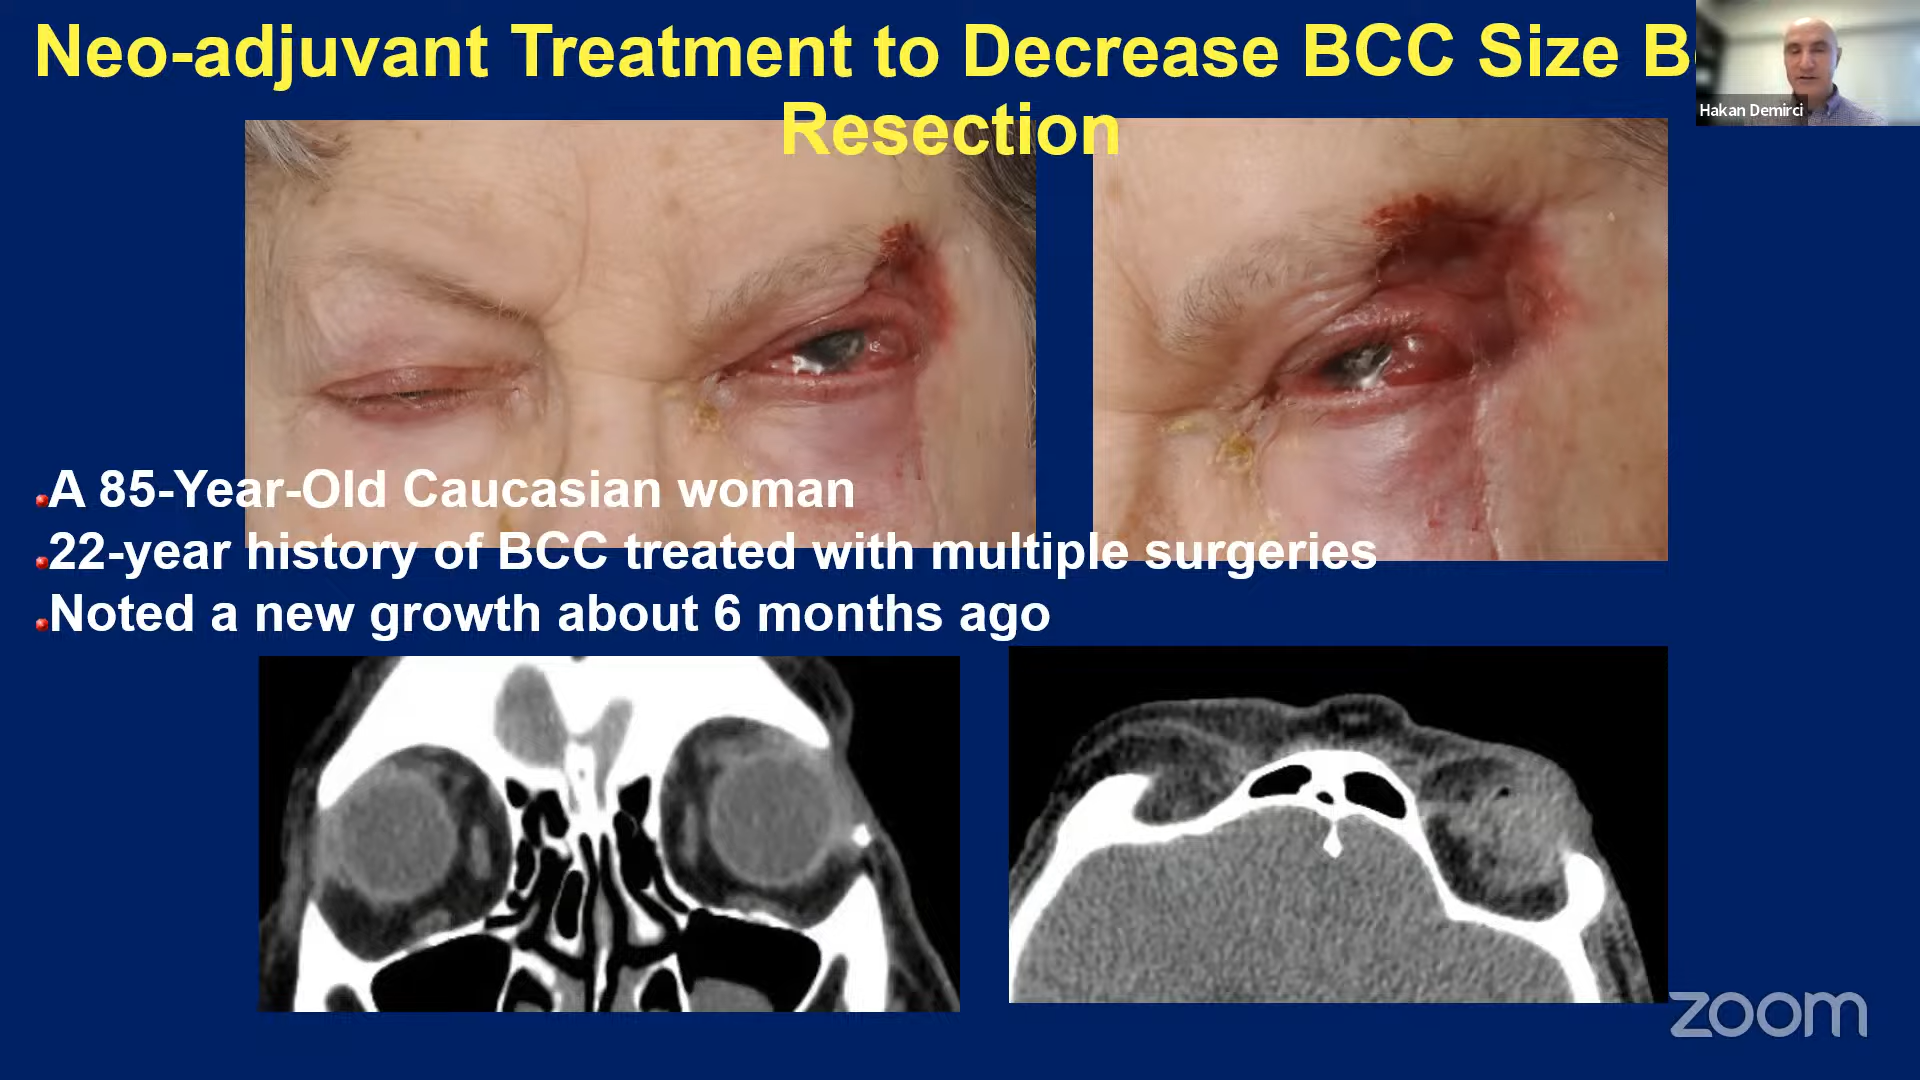 Neo-adjuvant Treatment to Decrease BCC Size
Resection
Hakan Demirci
A 85-Year-Old Caucasian woman
22-year history of BCC treated with multiple surgeries
Noted a new growth about 6 months ago
zoom